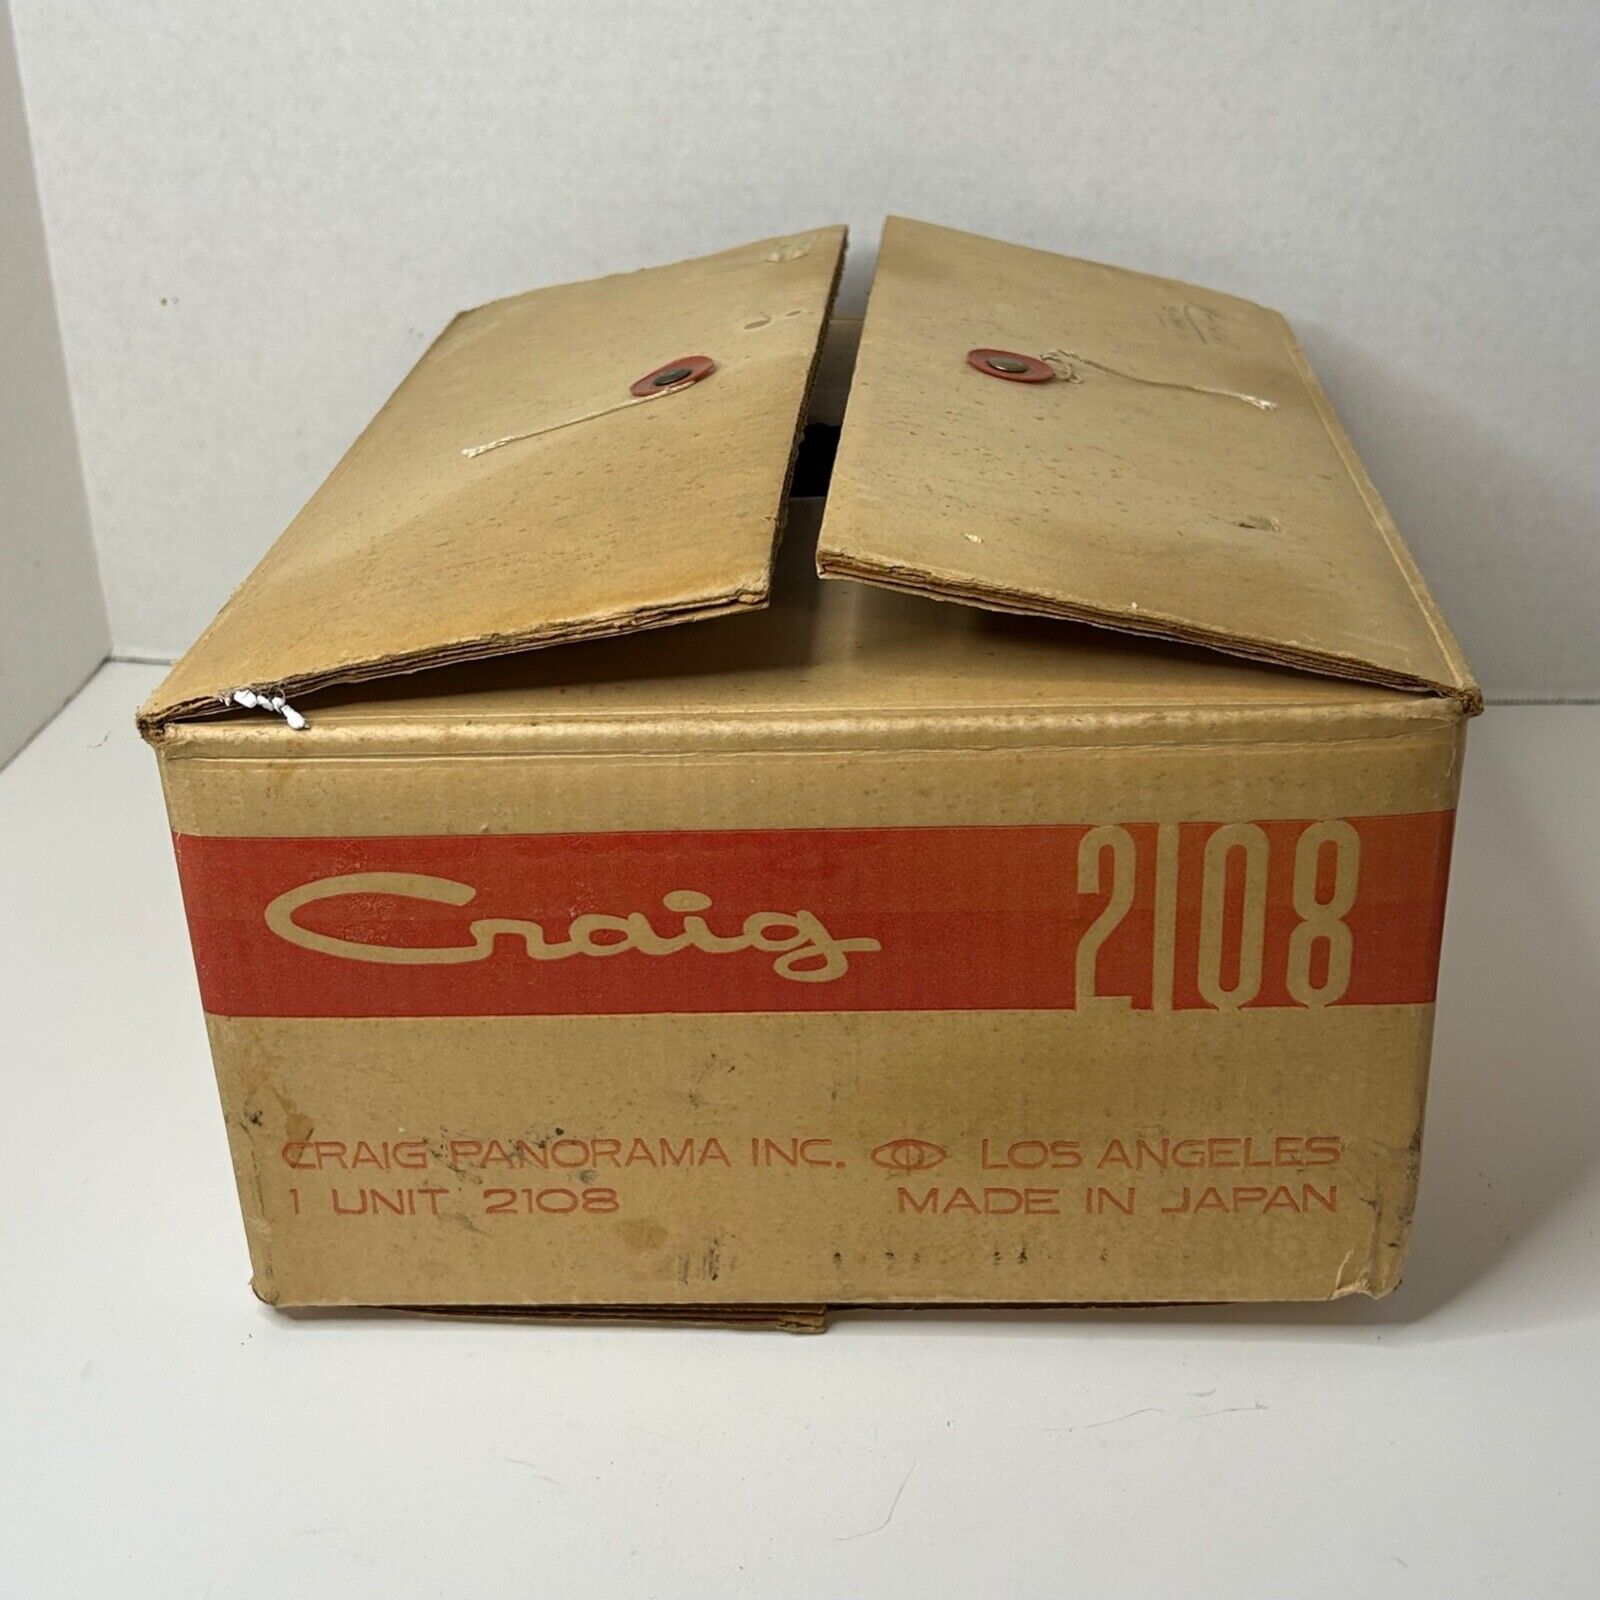 Craig 2108
CRAIG PANORAMA INC. LOS ANGELES
1 UNIT 2108 MADE IN JAPAN